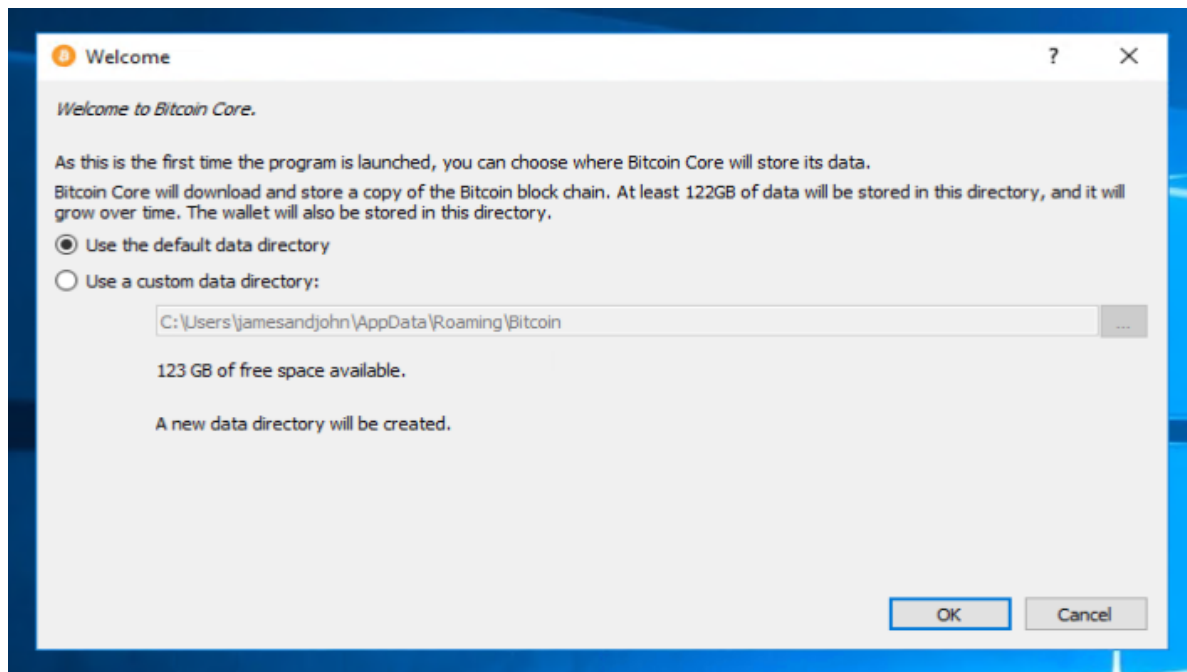 Welcome
?
Welcome to Bitcoin Core.
As this is the first time the program is launched, you can choose where Bitcoin Core will store its data.
Bitcoin Core will download and store a copy of the Bitcoin block chain. At least 122GB of data will be stored in this directory, and it will
grow over time. The wallet will also be stored in this directory.
Use the default data directory
Use a custom data directory:
C:\Users\jamesandjohn\AppData\Roaming\Bitcoin
...
123 GB of free space available.
A new data directory will be created.
OK
Cancel